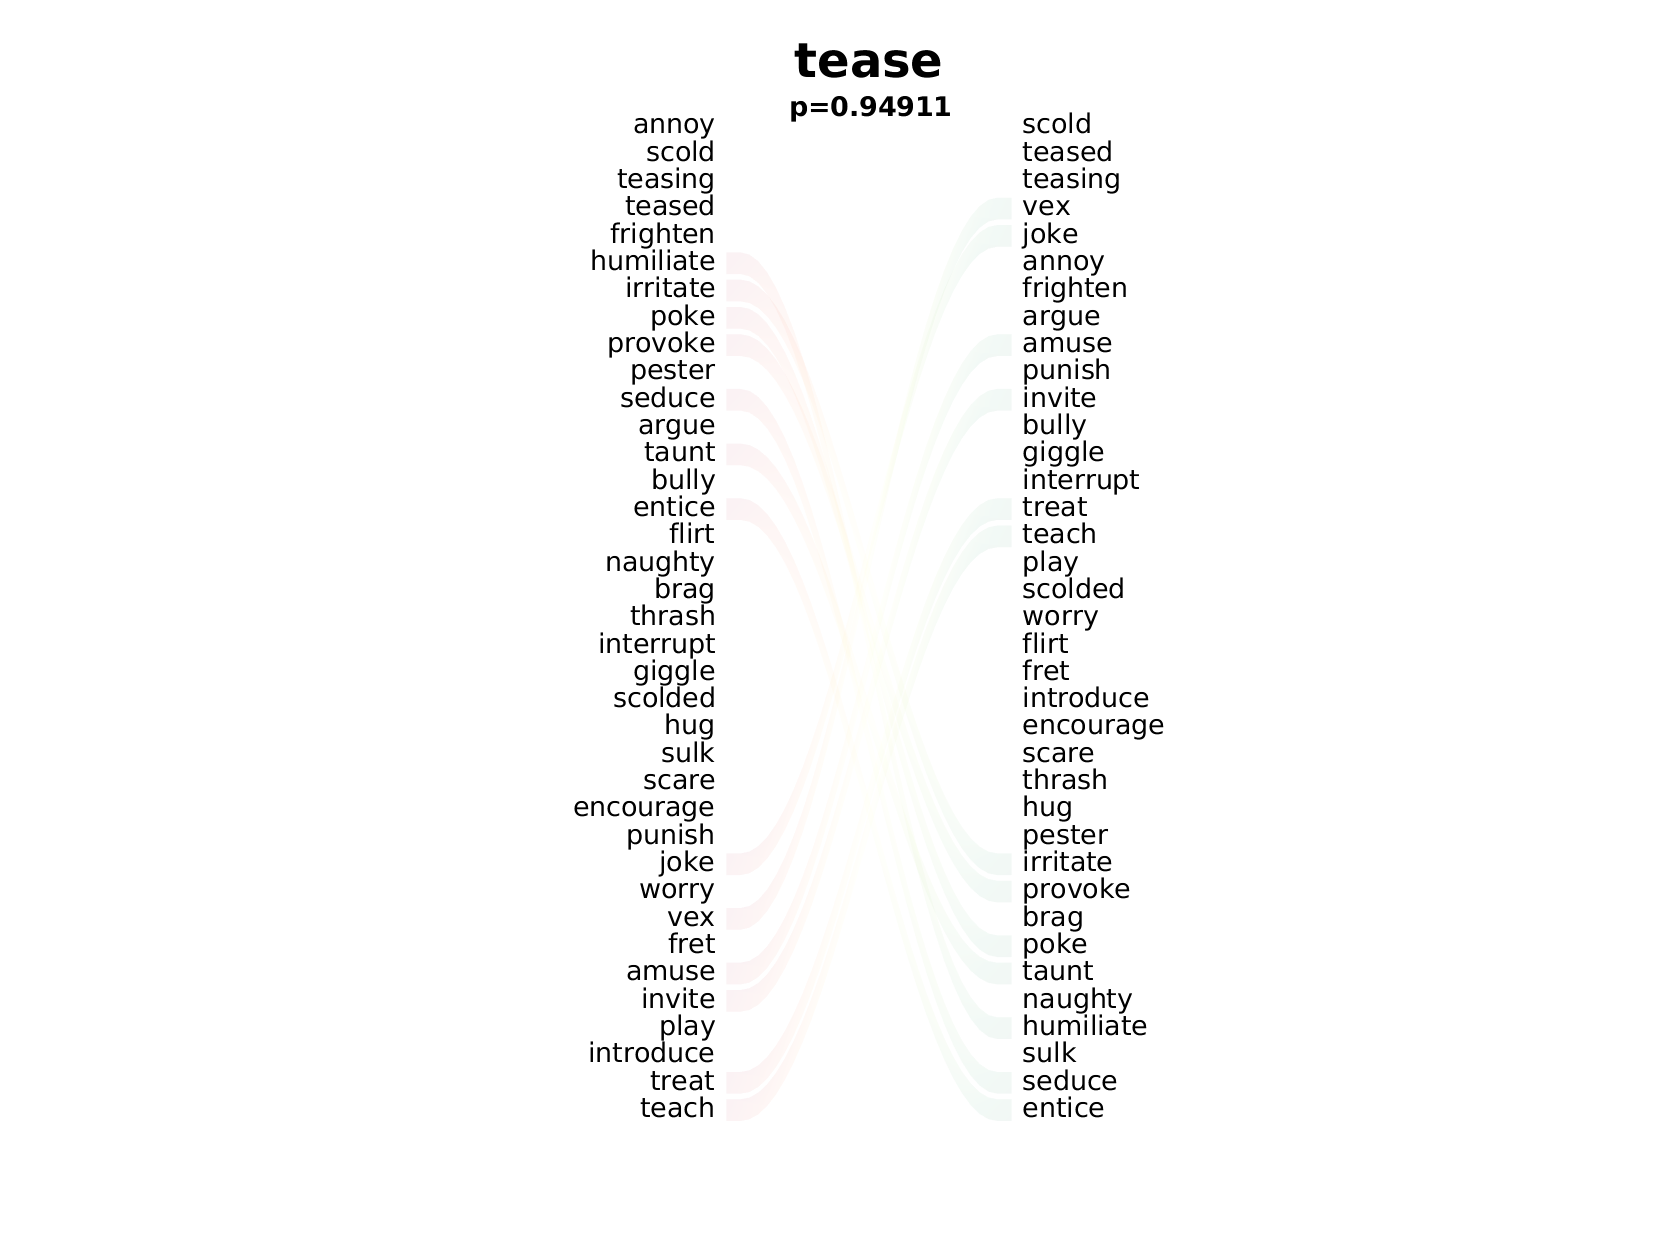 tease
p=0.94911
annoy scold
scold teased
teasing teasing
teased vex
frighten joke
humiliate annoy
irritate frighten
poke argue
provoke amuse
pester punish
seduce invite
argue bully
taunt giggle
bully interrupt
entice treat
flirt teach
naughty play
brag scolded
thrash worry
interrupt flirt
giggle fret
scolded introduce
hug encourage
sulk scare
scare thrash
encourage hug
punish pester
joke irritate
worry provoke
vex brag
fret poke
amuse taunt
invite naughty
play humiliate
introduce sulk
treat seduce
teach entice